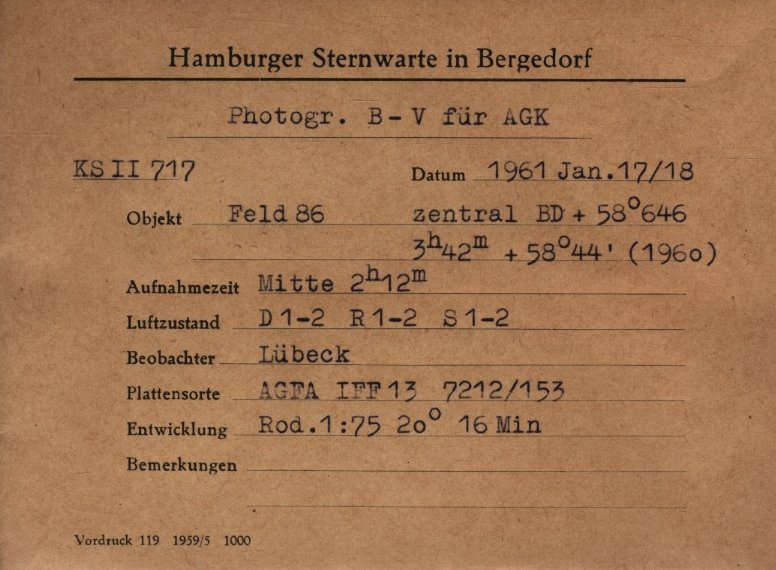 Hamburger Sternwarte in Bergedorf
Photogr. B-V für AGK
KS II 717 Datum 1961 Jan.17/18
Objekt Feld 86 zentral BD + 58°646
3ʰ42ᵐ + 58°44' (1960)
Aufnahmezeit Mitte 2ʰ12ᵐ
Luftzustand D 1-2 R 1-2 S 1-2
Beobachter Lübeck
Plattensorte AGFA IFF 13 7212/153
Entwicklung Rod.1:75 20° 16 Min
Bemerkungen
Vordruck 119 1959/5 1000